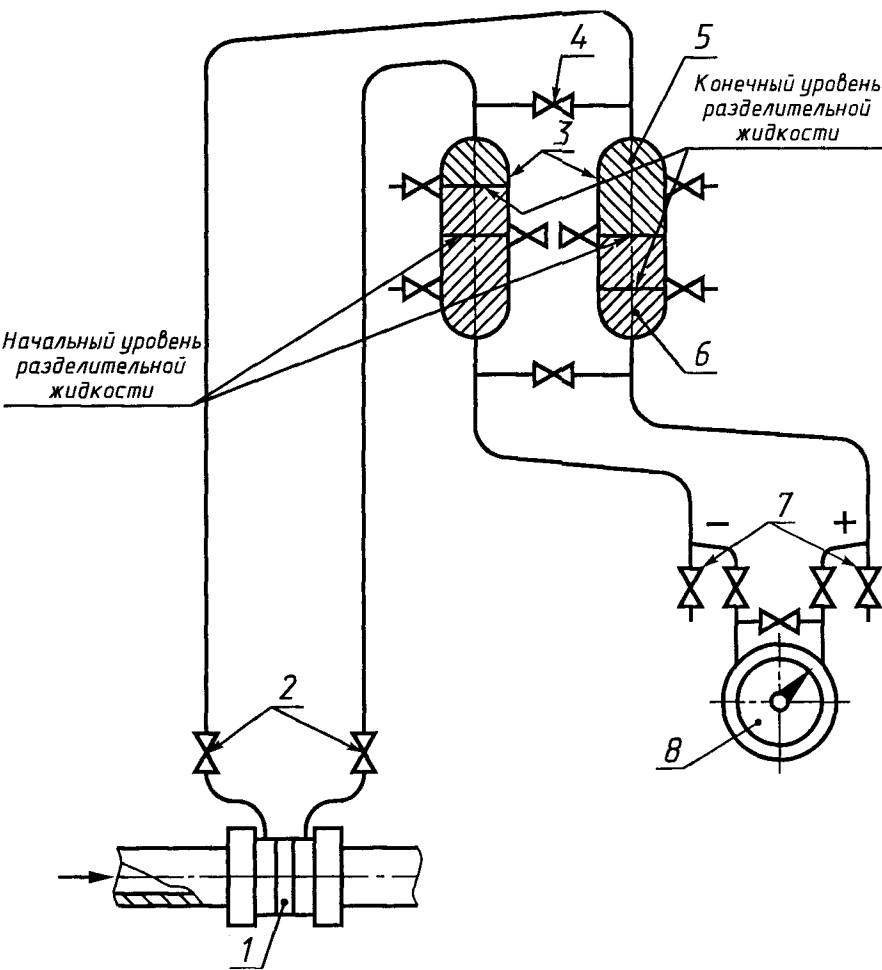 4
5
Конечный уровень
разделительной
жидкости
3
Начальный уровень
разделительной
жидкости
6
− 7 +
2
8
1